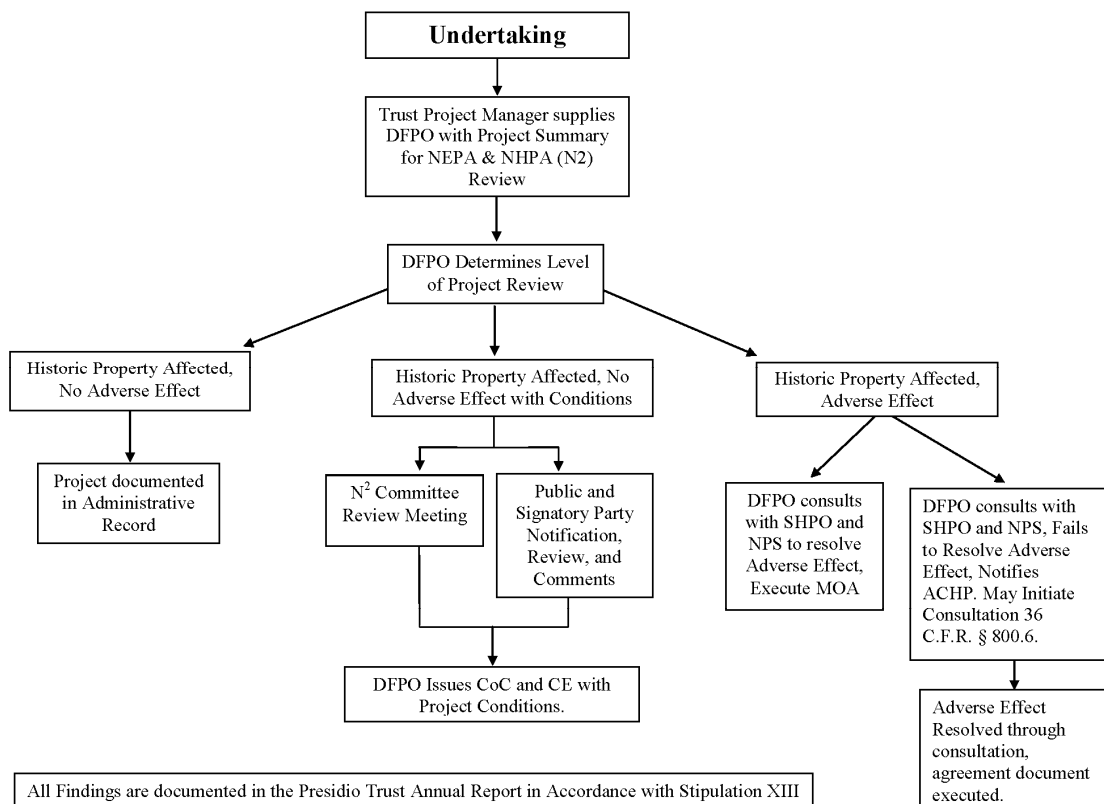 Undertaking
Trust Project Manager supplies
DFPO with Project Summary
for NEPA & NHPA (N2)
Review
DFPO Determines Level
of Project Review
Historic Property Affected,
No Adverse Effect
Historic Property Affected, No
Adverse Effect with Conditions
Historic Property Affected,
Adverse Effect
Project documented
in Administrative
Record
N² Committee
Review Meeting
Public and
Signatory Party
Notification,
Review, and
Comments
DFPO consults
with SHPO and
NPS to resolve
Adverse Effect,
Execute MOA
DFPO consults with
SHPO and NPS, Fails
to Resolve Adverse
Effect, Notifies
ACHP. May Initiate
Consultation 36
C.F.R. § 800.6.
DFPO Issues CoC and CE with
Project Conditions.
Adverse Effect
Resolved through
consultation,
agreement document
executed.
All Findings are documented in the Presidio Trust Annual Report in Accordance with Stipulation XIII